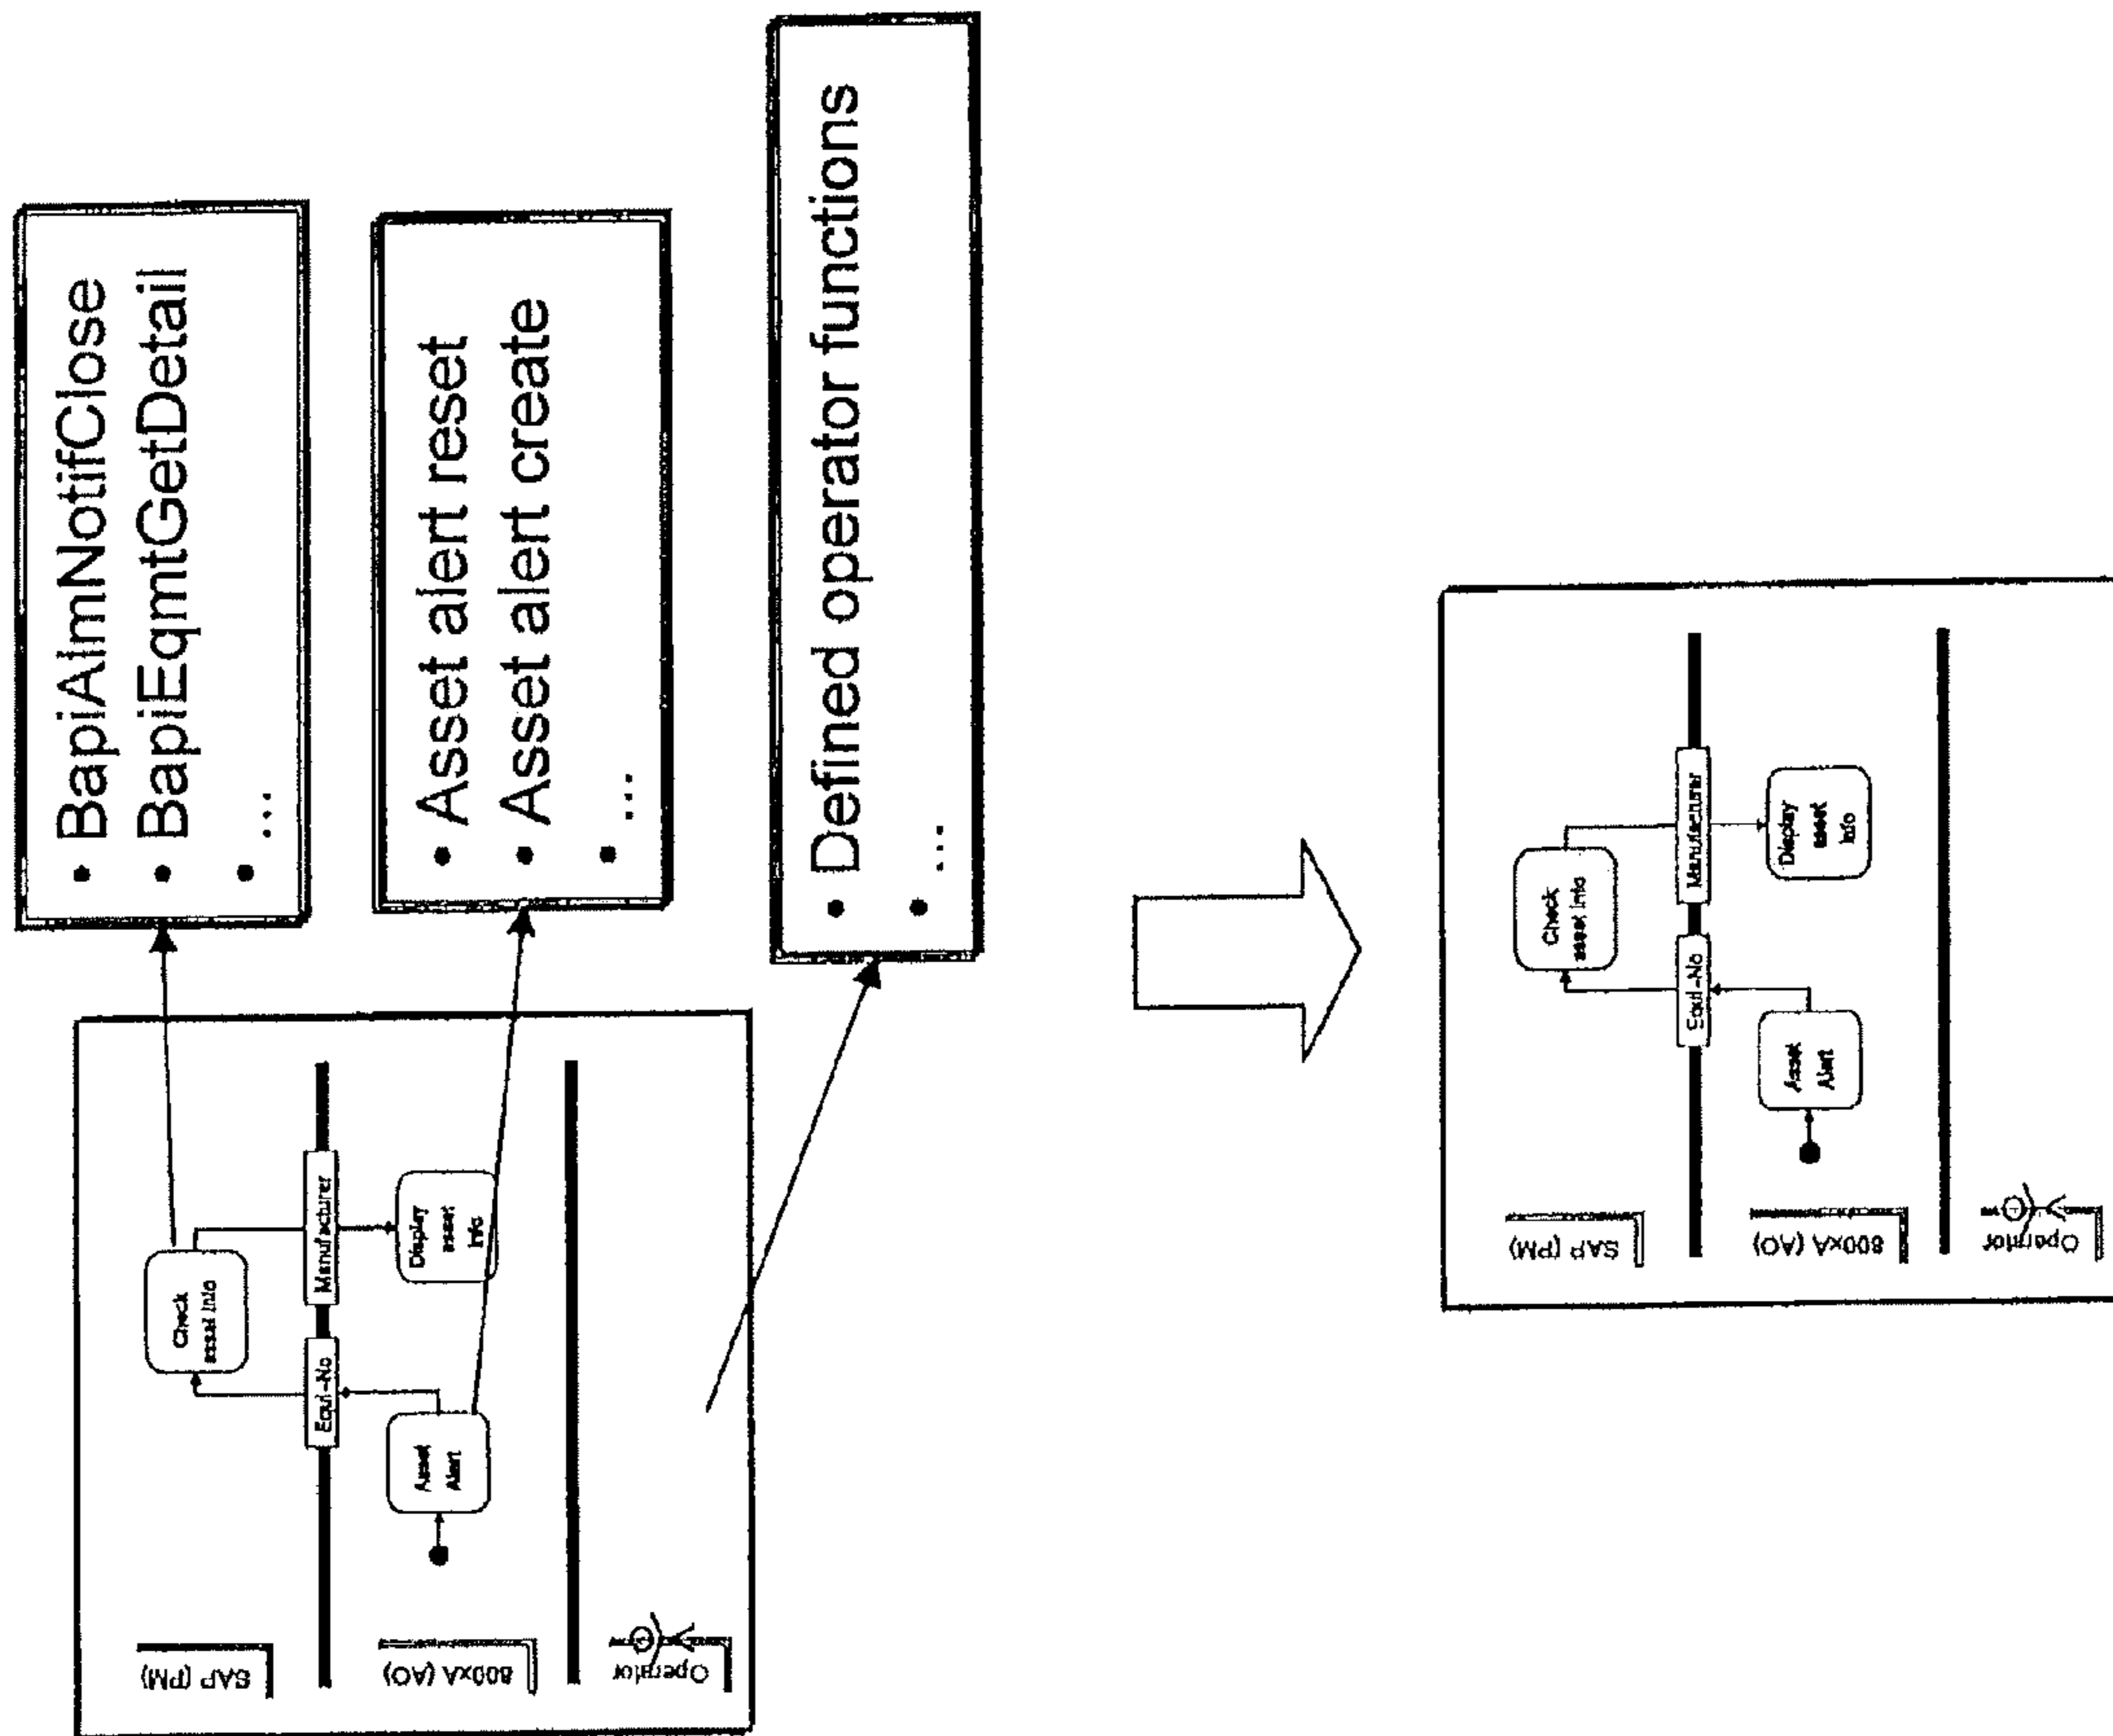 • BapiAlmNotifClose
• BapiEqmtGetDetail
• ...
• Asset alert reset
• Asset alert create
• ...
• Defined operator functions
• ...
SAP (PM)
Check
asset info
Equi-No
Manufacturer
800xA (AO)
Asset
Alert
Display
asset
info
Operator
SAP (PM)
Check
asset info
Equi-No
Manufacturer
800xA (AO)
Asset
Alert
Display
asset
info
Operator